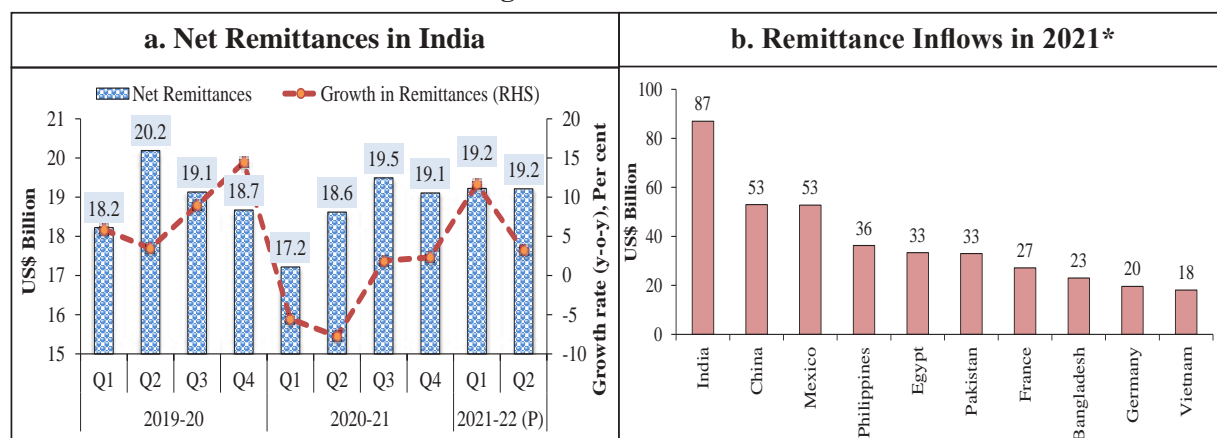 a. Net Remittances in India
Net Remittances
Growth in Remittances (RHS)
US$ Billion
21
20
19
18
17
16
15
18.2
20.2
19.1
18.7
17.2
18.6
19.5
19.1
19.2
19.2
20
15
10
5
0
-5
-10
Growth rate (y-o-y), Per cent
Q1 Q2 Q3 Q4 Q1 Q2 Q3 Q4 Q1 Q2
2019-20 2020-21 2021-22 (P)
b. Remittance Inflows in 2021*
US$ Billion
100
80
60
40
20
0
87
53
53
36
33
33
27
23
20
18
India
China
Mexico
Philippines
Egypt
Pakistan
France
Bangladesh
Germany
Vietnam